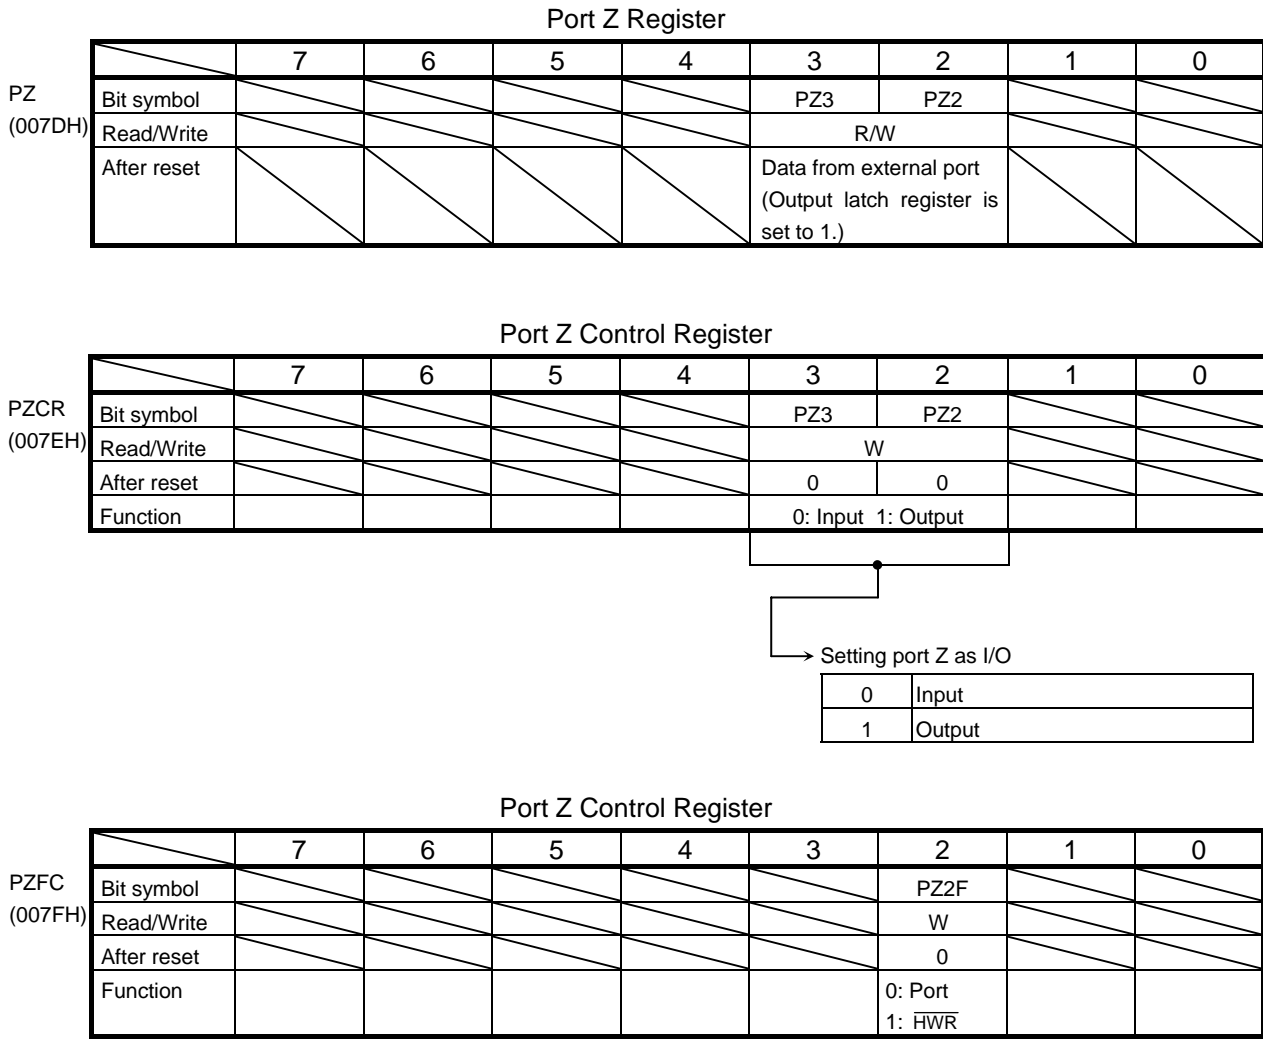 Port Z Register
7 6 5 4 3 2 1 0
PZ
(007DH)
Bit symbol PZ3 PZ2
Read/Write R/W
After reset Data from external port
(Output latch register is
set to 1.)
Port Z Control Register
7 6 5 4 3 2 1 0
PZCR
(007EH)
Bit symbol PZ3 PZ2
Read/Write W
After reset 0 0
Function 0: Input 1: Output
Setting port Z as I/O
0 Input
1 Output
Port Z Control Register
7 6 5 4 3 2 1 0
PZFC
(007FH)
Bit symbol PZ2F
Read/Write W
After reset 0
Function 0: Port
1: H̅W̅R̅